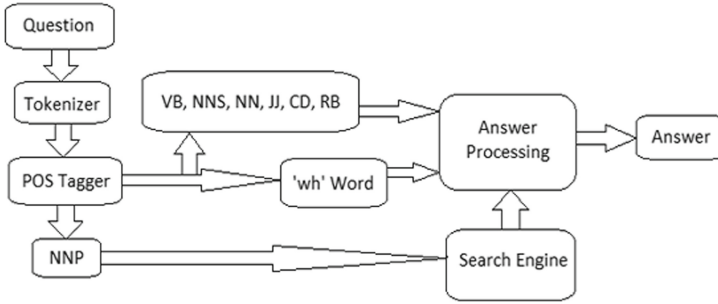 Question
Tokenizer
VB, NNS, NN, JJ, CD, RB
Answer
Processing
Answer
POS Tagger
'wh' Word
NNP
Search Engine